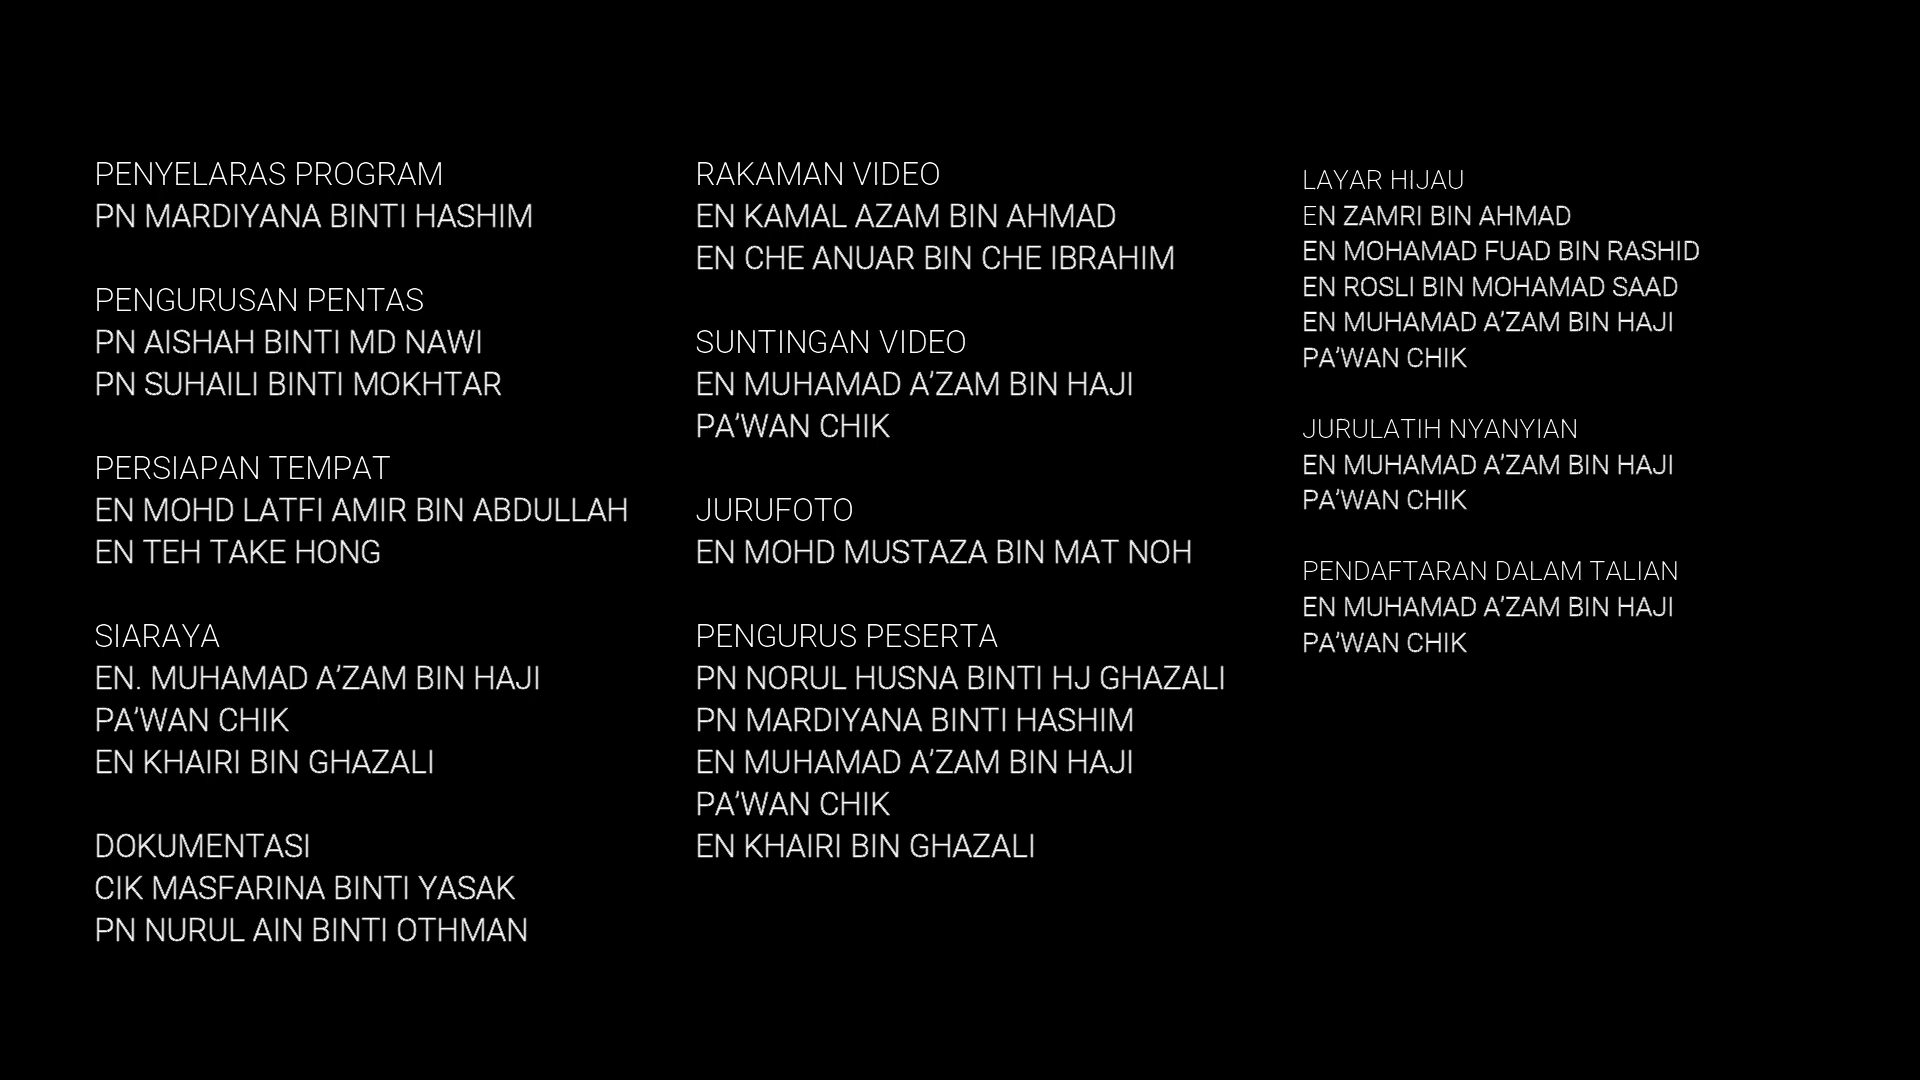 PENYELARAS PROGRAM
PN MARDIYANA BINTI HASHIM
PENGURUSAN PENTAS
PN AISHAH BINTI MD NAWI
PN SUHAILI BINTI MOKHTAR
PERSIAPAN TEMPAT
EN MOHD LATFI AMIR BIN ABDULLAH
EN TEH TAKE HONG
SIARAYA
EN. MUHAMAD A’ZAM BIN HAJI
PA’WAN CHIK
EN KHAIRI BIN GHAZALI
DOKUMENTASI
CIK MASFARINA BINTI YASAK
PN NURUL AIN BINTI OTHMAN
RAKAMAN VIDEO
EN KAMAL AZAM BIN AHMAD
EN CHE ANUAR BIN CHE IBRAHIM
SUNTINGAN VIDEO
EN MUHAMAD A’ZAM BIN HAJI
PA’WAN CHIK
JURUFOTO
EN MOHD MUSTAZA BIN MAT NOH
PENGURUS PESERTA
PN NORUL HUSNA BINTI HJ GHAZALI
PN MARDIYANA BINTI HASHIM
EN MUHAMAD A’ZAM BIN HAJI
PA’WAN CHIK
EN KHAIRI BIN GHAZALI
LAYAR HIJAU
EN ZAMRI BIN AHMAD
EN MOHAMAD FUAD BIN RASHID
EN ROSLI BIN MOHAMAD SAAD
EN MUHAMAD A’ZAM BIN HAJI
PA’WAN CHIK
JURULATIH NYANYIAN
EN MUHAMAD A’ZAM BIN HAJI
PA’WAN CHIK
PENDAFTARAN DALAM TALIAN
EN MUHAMAD A’ZAM BIN HAJI
PA’WAN CHIK